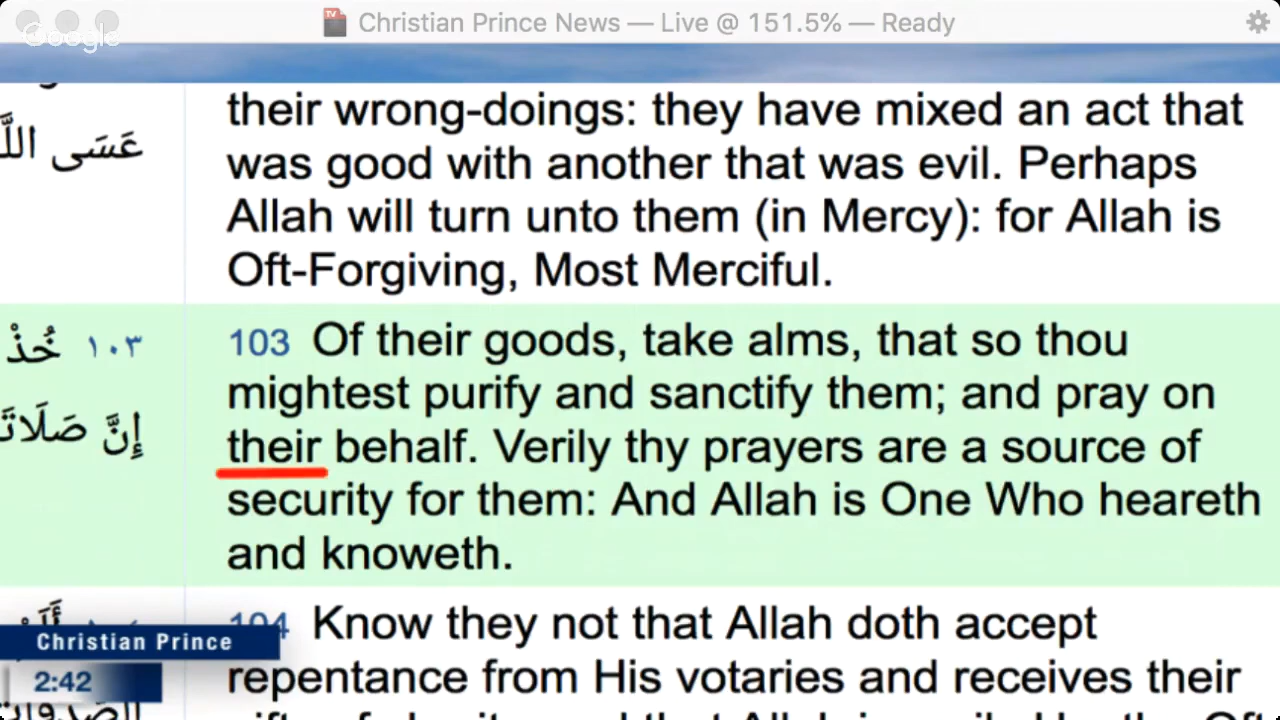 Christian Prince News — Live @ 151.5% — Ready
Google
their wrong-doings: they have mixed an act that
عَسَى
was good with another that was evil. Perhaps
Allah will turn unto them (in Mercy): for Allah is
Oft-Forgiving, Most Merciful.
١٠٣ خُذْ
103 Of their goods, take alms, that so thou
mightest purify and sanctify them; and pray on
إِنَّ
their behalf. Verily thy prayers are a source of
security for them: And Allah is One Who heareth
and knoweth.
104 Know they not that Allah doth accept
Christian Prince
repentance from His votaries and receives their
2:42